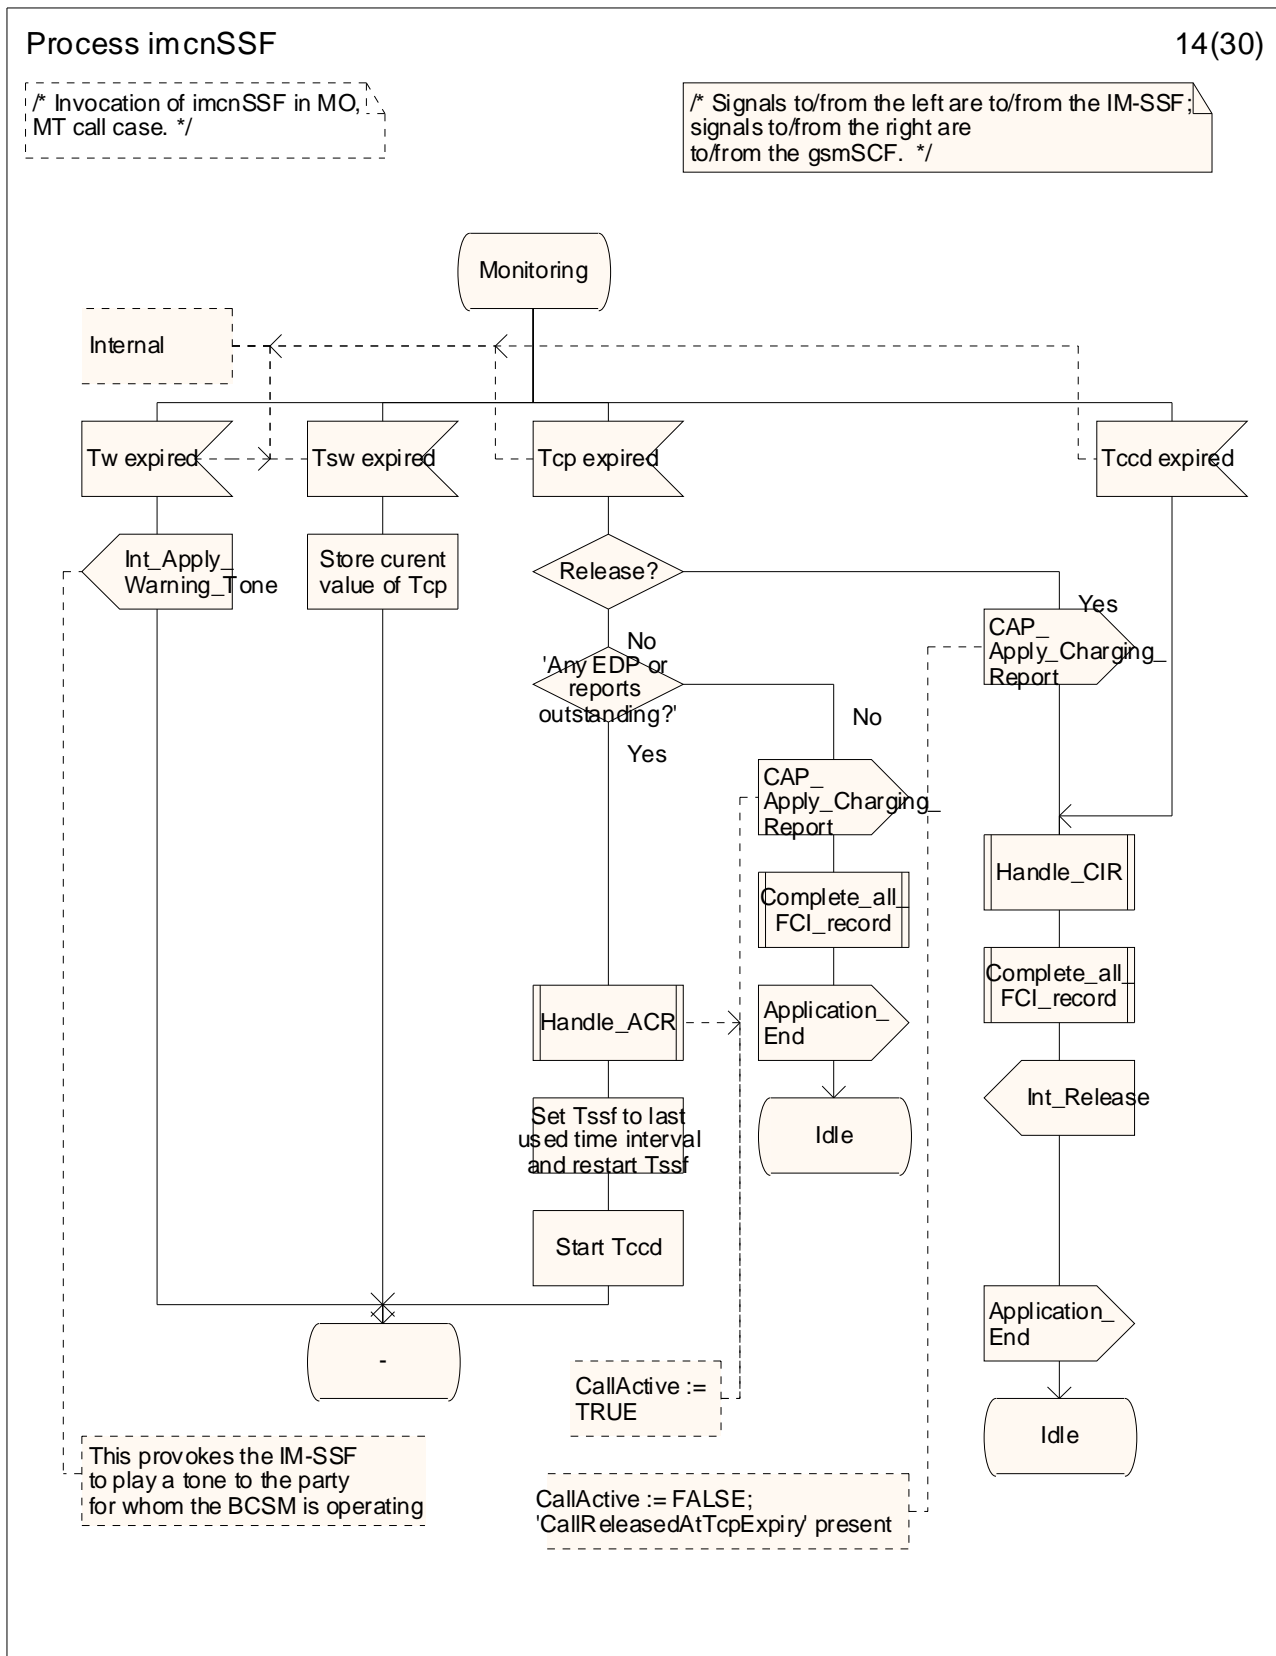 Process imcnSSF
14(30)
/* Invocation of imcnSSF in MO,
MT call case. */
/* Signals to/from the left are to/from the IM-SSF;
signals to/from the right are
to/from the gsmSCF. */
Monitoring
Internal
Tw expired
Tsw expired
Tcp expired
Tccd expired
Int_Apply_
Warning_Tone
Store curent
value of Tcp
Release?
Yes
No
CAP_
Apply_Charging_
Report
'Any EDP or
reports
outstanding?'
No
Yes
CAP_
Apply_Charging_
Report
Handle_CIR
Complete_all_
FCI_record
Complete_all_
FCI_record
Handle_ACR
Application_
End
Int_Release
Set Tssf to last
used time interval
and restart Tssf
Idle
Start Tccd
Application_
End
-
CallActive :=
TRUE
Idle
This provokes the IM-SSF
to play a tone to the party
for whom the BCSM is operating
CallActive := FALSE;
'CallReleasedAtTcpExpiry' present